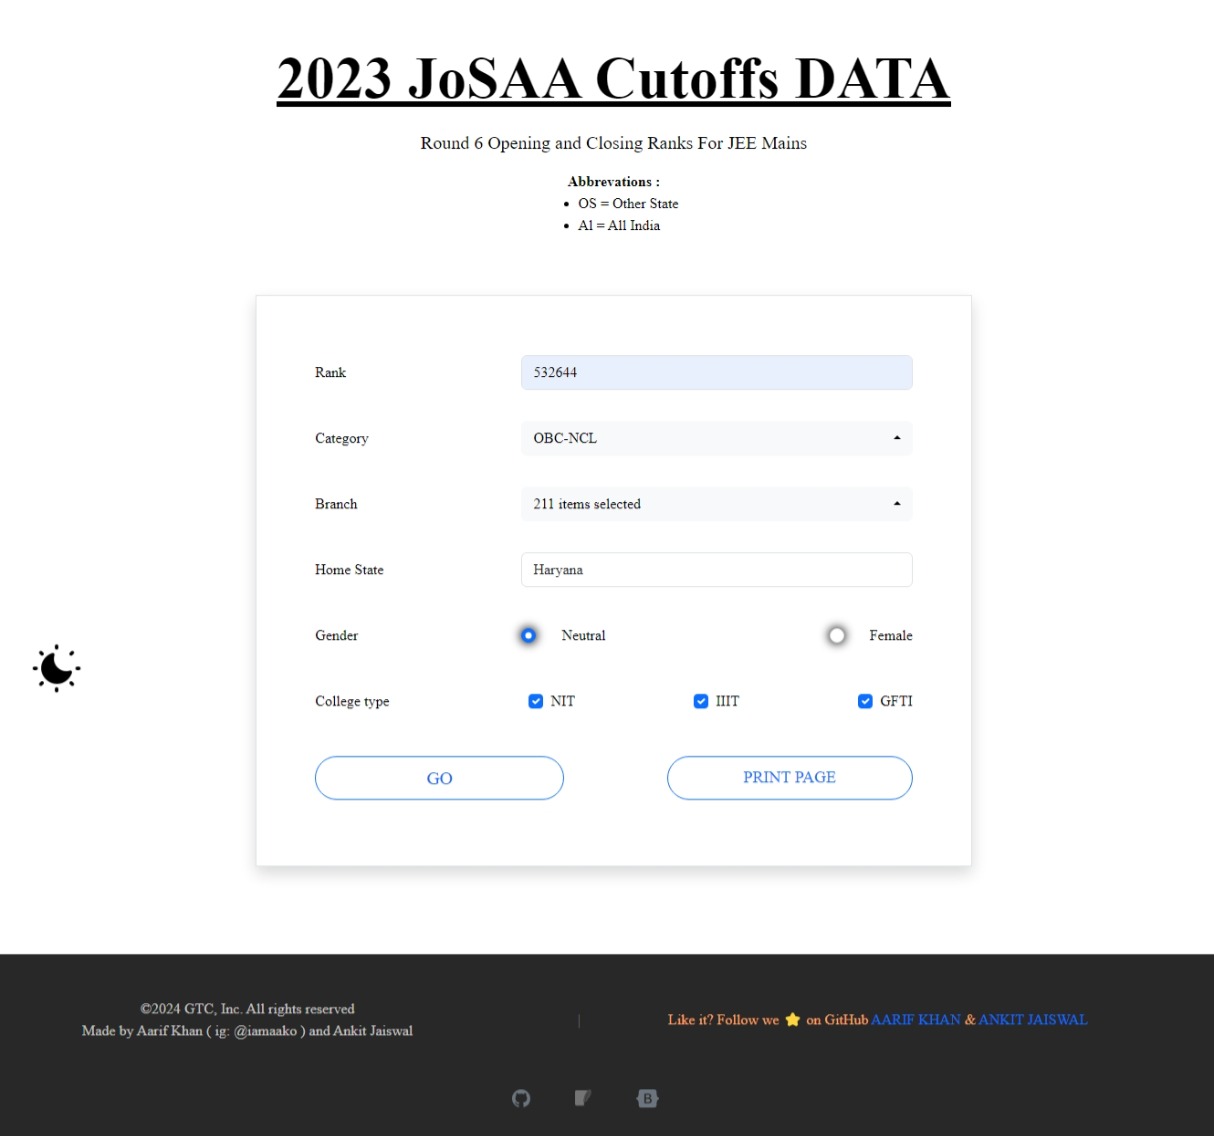 2023 JoSAA Cutoffs DATA
Round 6 Opening and Closing Ranks For JEE Mains
Abbrevations :
• OS = Other State
• Al = All India
Rank
532644
Category
OBC-NCL
Branch
211 items selected
Home State
Haryana
Gender
Neutral
Female
College type
NIT
IIIT
GFTI
GO
PRINT PAGE
©2024 GTC, Inc. All rights reserved
Made by Aarif Khan ( ig: @iamaako ) and Ankit Jaiswal
|
Like it? Follow we ⭐ on GitHub AARIF KHAN & ANKIT JAISWAL
B